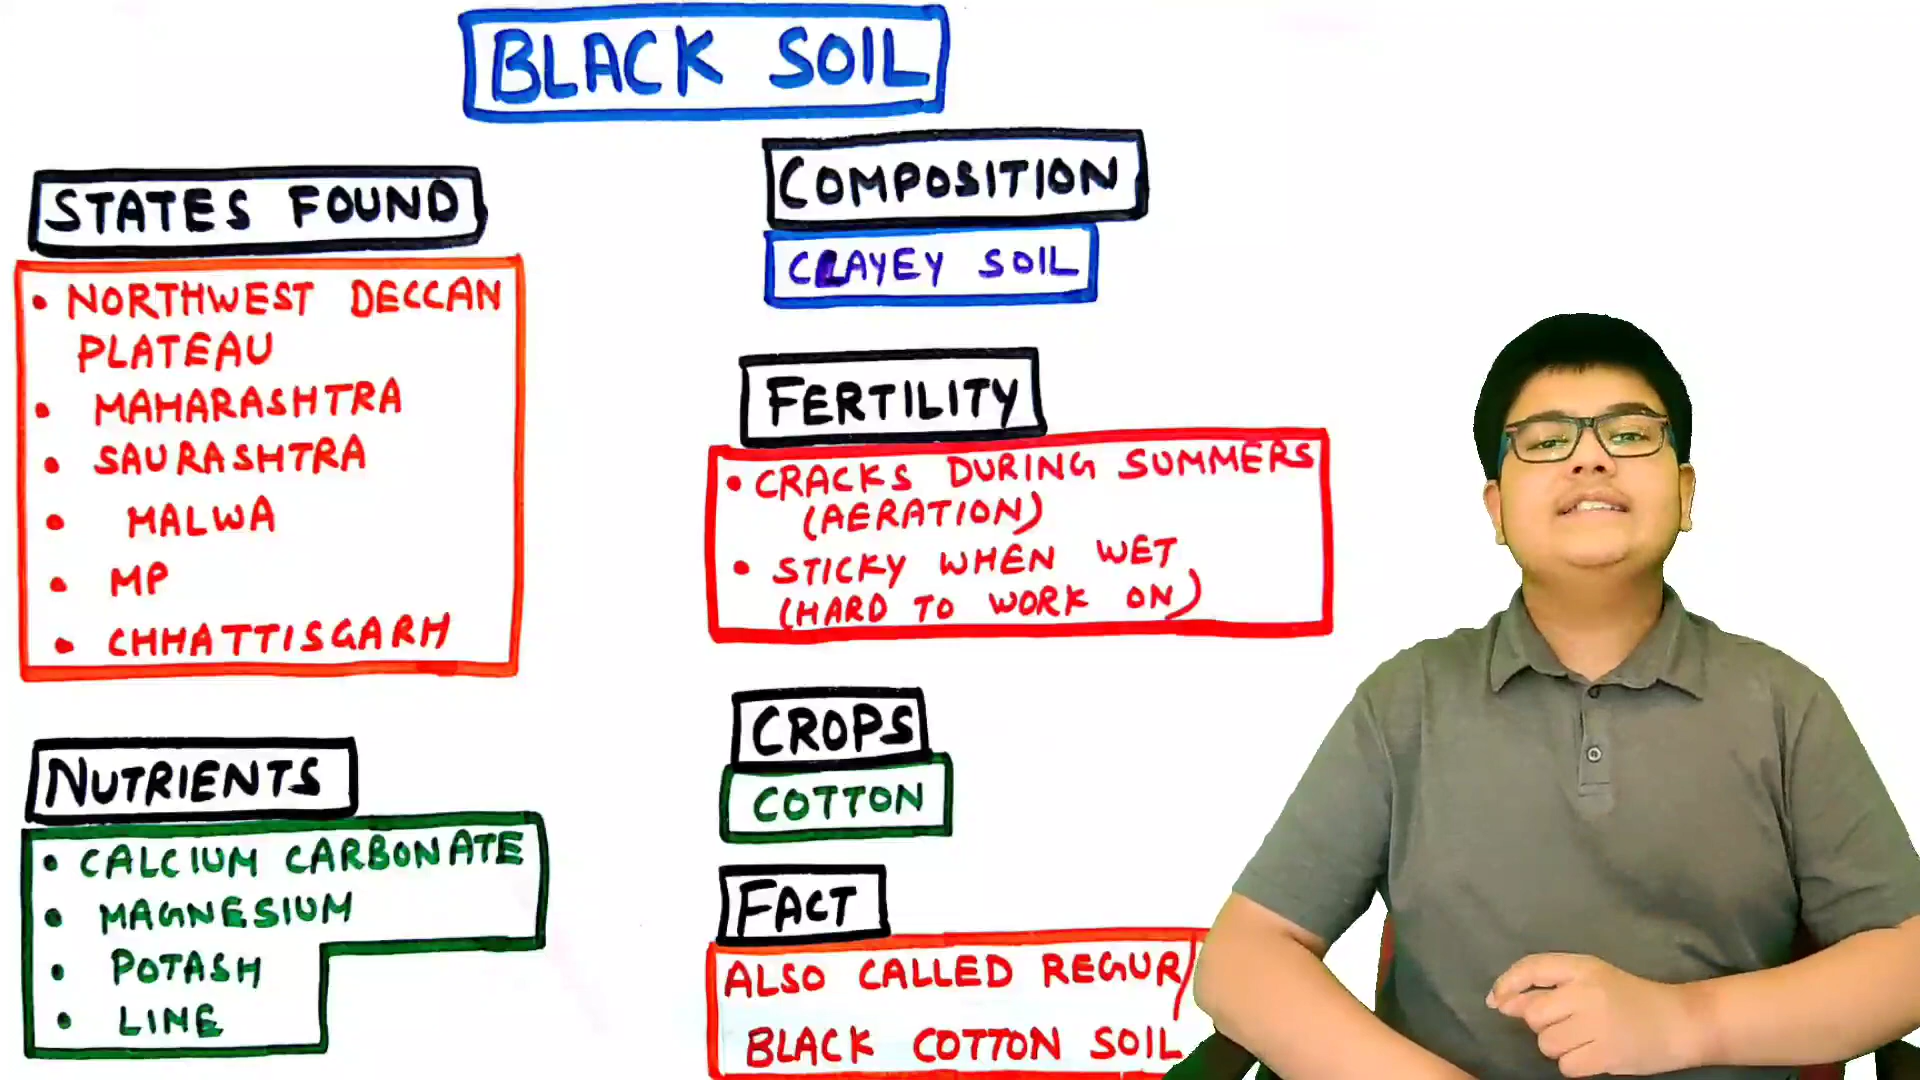 BLACK SOIL
STATES FOUND
• NORTHWEST DECCAN
PLATEAU
• MAHARASHTRA
• SAURASHTRA
• MALWA
• MP
• CHHATTISGARH
NUTRIENTS
• CALCIUM CARBONATE
• MAGNESIUM
• POTASH
• LINE
COMPOSITION
CLAYEY SOIL
FERTILITY
• CRACKS DURING SUMMERS
(AERATION)
• STICKY WHEN WET
(HARD TO WORK ON)
CROPS
COTTON
FACT
ALSO CALLED REGUR/
BLACK COTTON SOIL